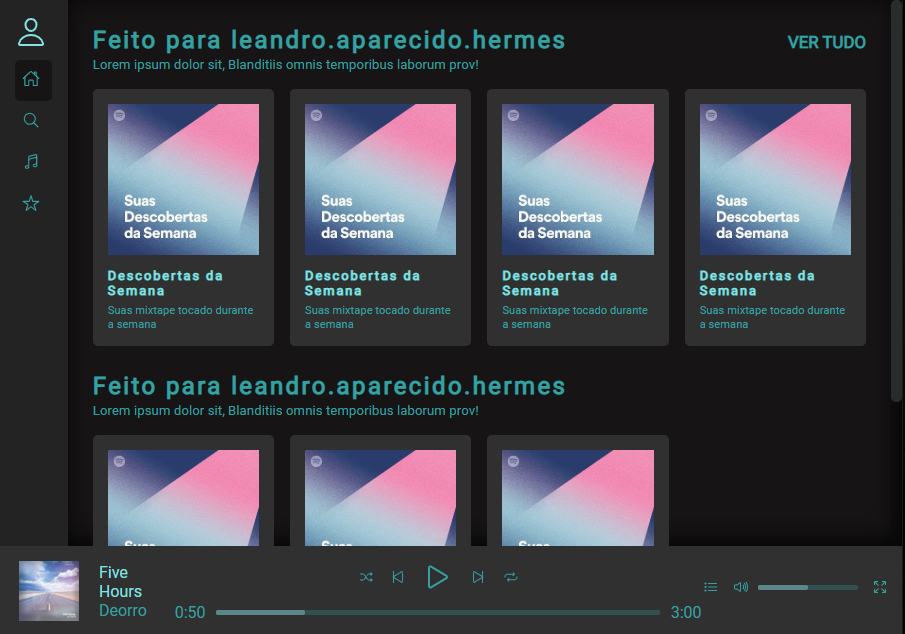 Feito para leandro.aparecido.hermes
VER TUDO
Lorem ipsum dolor sit, Blanditiis omnis temporibus laborum prov!
Suas
Descobertas
da Semana
Descobertas da
Semana
Suas mixtape tocado durante
a semana
Suas
Descobertas
da Semana
Descobertas da
Semana
Suas mixtape tocado durante
a semana
Suas
Descobertas
da Semana
Descobertas da
Semana
Suas mixtape tocado durante
a semana
Suas
Descobertas
da Semana
Descobertas da
Semana
Suas mixtape tocado durante
a semana
Feito para leandro.aparecido.hermes
Lorem ipsum dolor sit, Blanditiis omnis temporibus laborum prov!
Suas
Suas
Suas
Five
Hours
Deorro
0:50
3:00